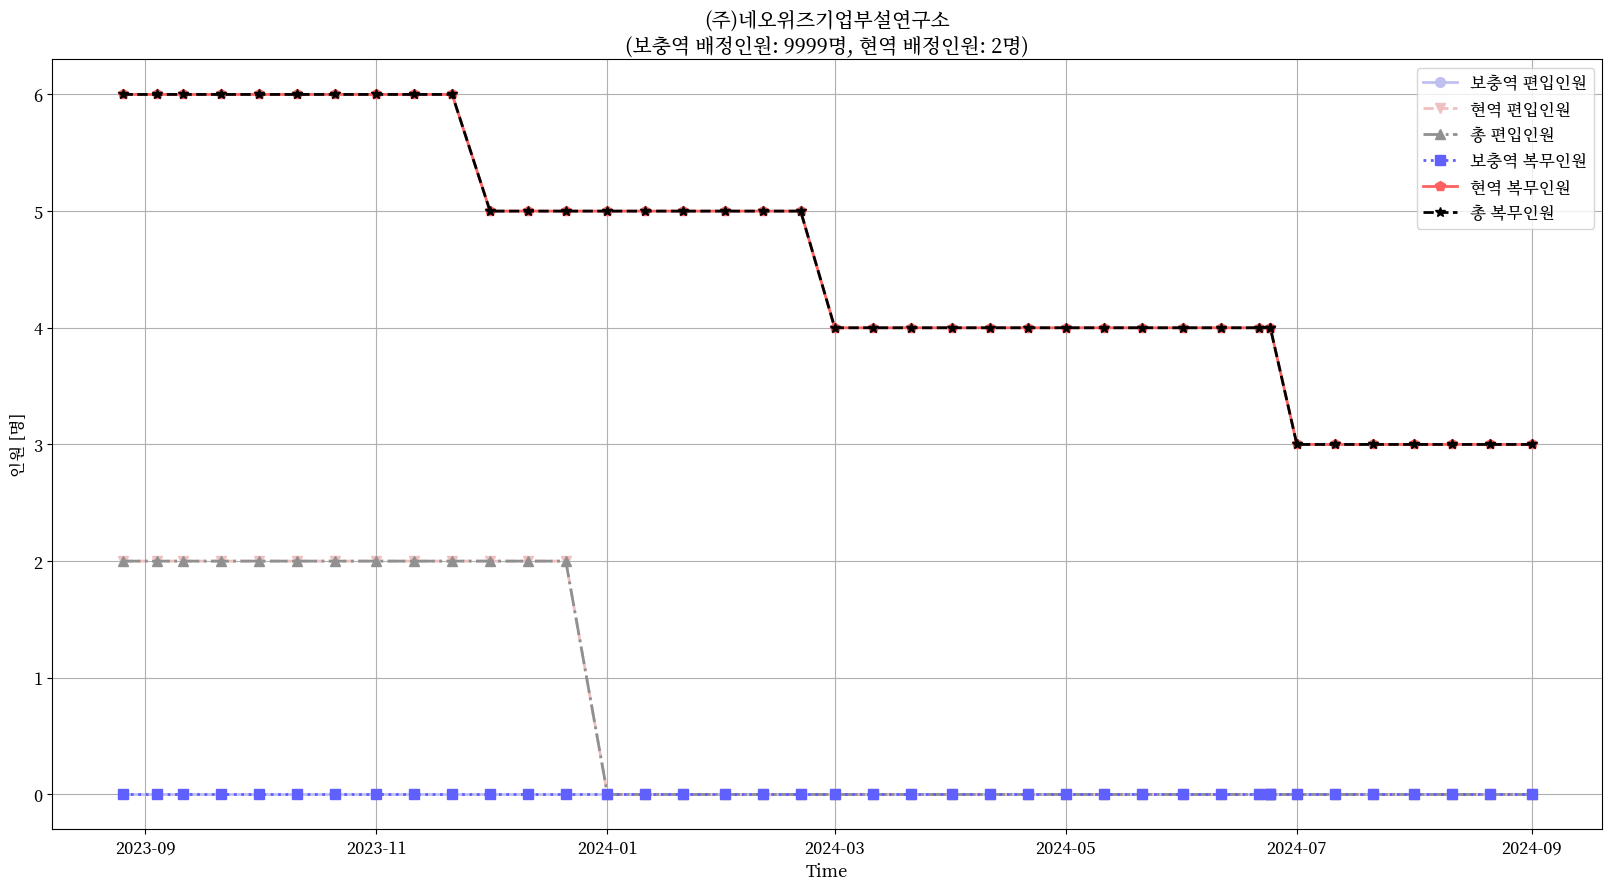 (주)네오위즈기업부설연구소
(보충역 배정인원: 9999명, 현역 배정인원: 2명)
보충역 편입인원
현역 편입인원
총 편입인원
보충역 복무인원
현역 복무인원
총 복무인원
인원 [명]
6
5
4
3
2
1
0
2023-09
2023-11
2024-01
2024-03
2024-05
2024-07
2024-09
Time